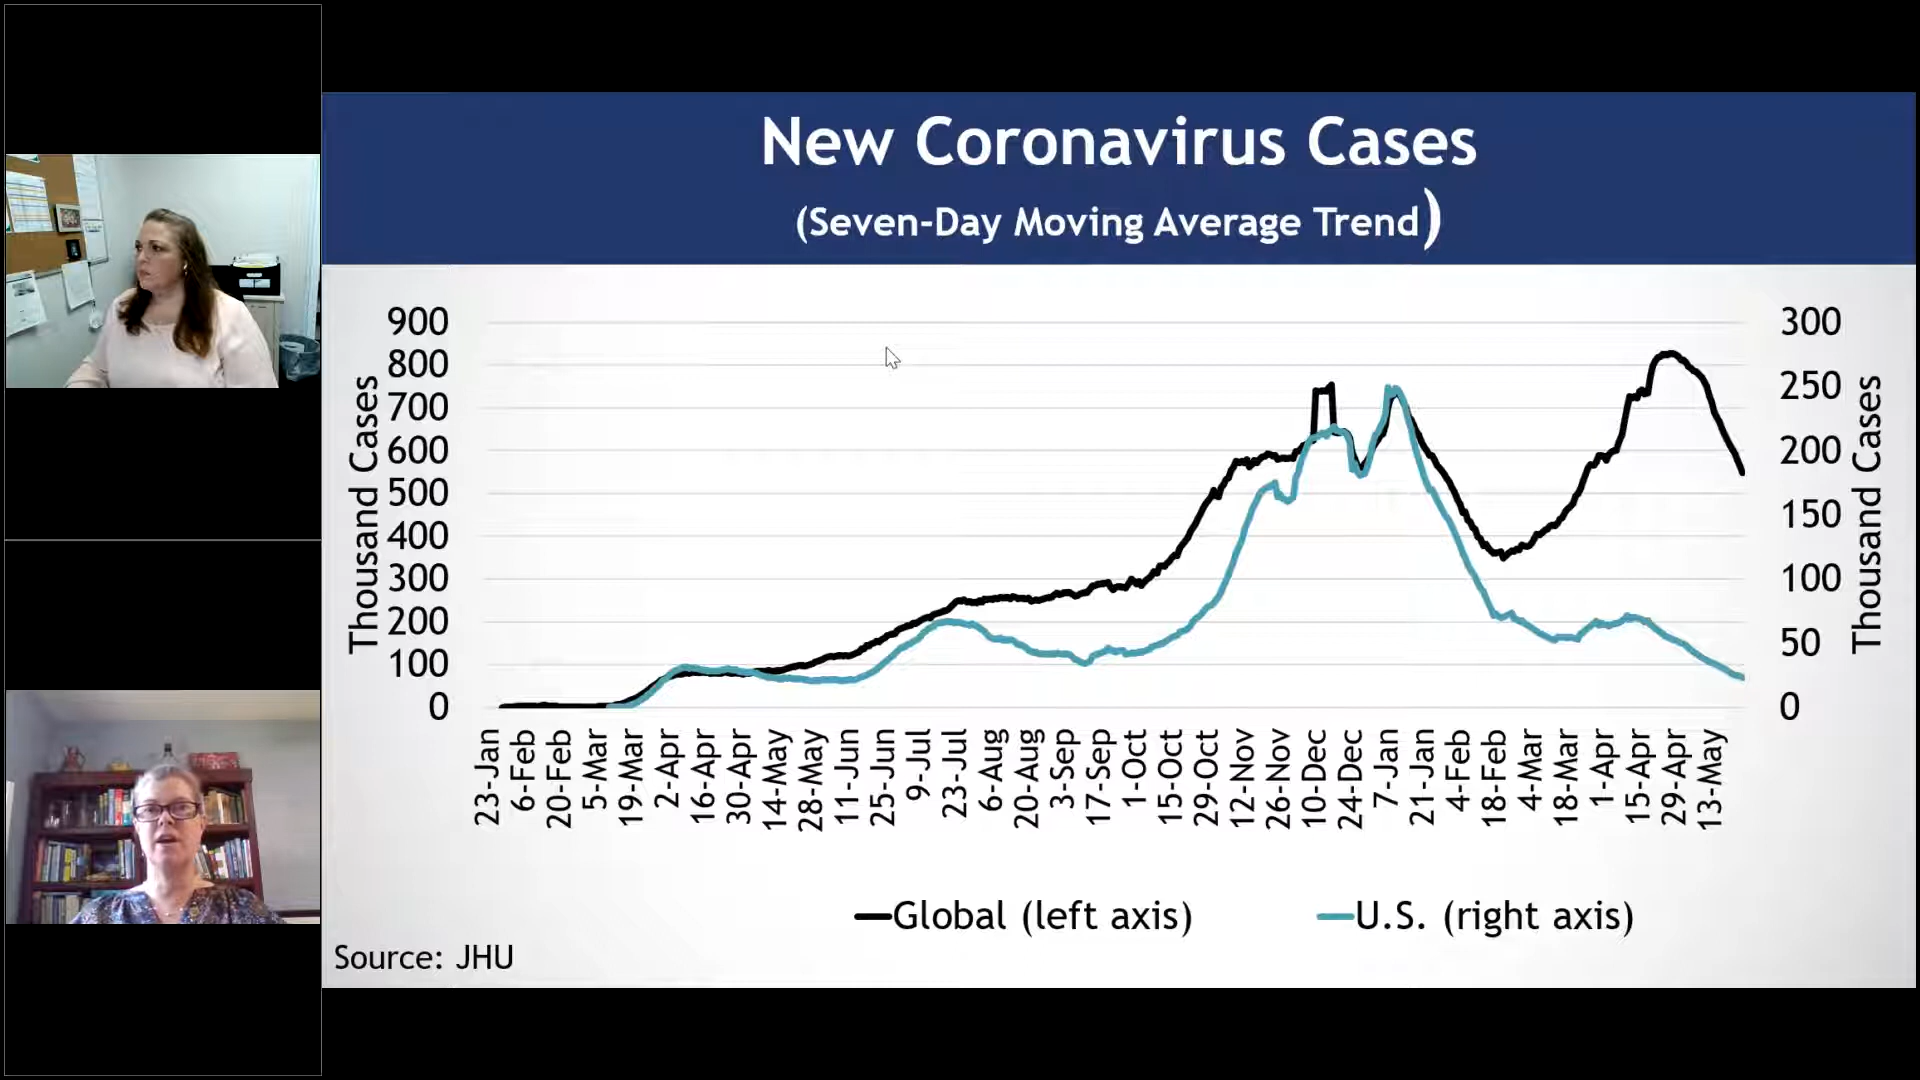 New Coronavirus Cases
(Seven-Day Moving Average Trend)
Thousand Cases
900
800
700
600
500
400
300
200
100
0
300
250
200
150
100
50
0
Thousand Cases
23-Jan
6-Feb
20-Feb
5-Mar
19-Mar
2-Apr
16-Apr
30-Apr
14-May
28-May
11-Jun
25-Jun
9-Jul
23-Jul
6-Aug
20-Aug
3-Sep
17-Sep
1-Oct
15-Oct
29-Oct
12-Nov
26-Nov
10-Dec
24-Dec
7-Jan
21-Jan
4-Feb
18-Feb
4-Mar
18-Mar
1-Apr
15-Apr
29-Apr
13-May
Global (left axis)
U.S. (right axis)
Source: JHU